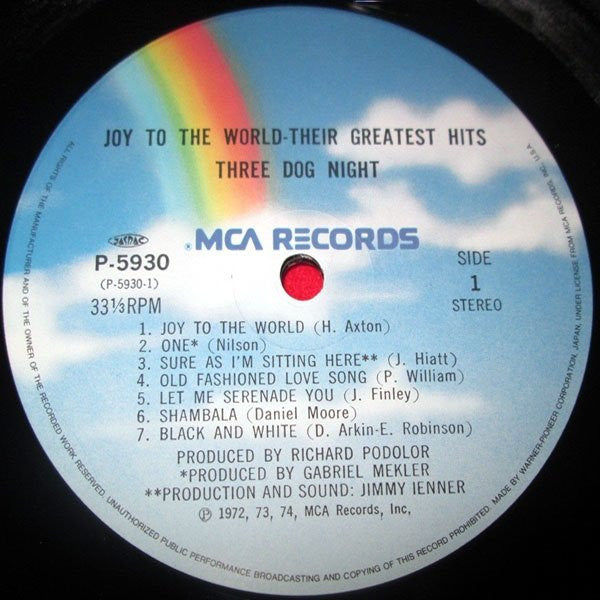 JOY TO THE WORLD-THEIR GREATEST HITS
THREE DOG NIGHT
JASRAC
MCA RECORDS
P-5930
(P-5930-1)
33⅓RPM
SIDE
1
STEREO
1. JOY TO THE WORLD (H. Axton)
2. ONE* (Nilson)
3. SURE AS I'M SITTING HERE** (J. Hiatt)
4. OLD FASHIONED LOVE SONG (P. William)
5. LET ME SERENADE YOU (J. Finley)
6. SHAMBALA (Daniel Moore)
7. BLACK AND WHITE (D. Arkin-E. Robinson)
PRODUCED BY RICHARD PODOLOR
*PRODUCED BY GABRIEL MEKLER
**PRODUCTION AND SOUND: JIMMY IENNER
℗ 1972, 73, 74, MCA Records, Inc,
ALL RIGHTS OF THE MANUFACTURER AND OF THE OWNER OF THE RECORDED WORK RESERVED. UNAUTHORIZED PUBLIC PERFORMANCE BROADCASTING AND COPYING OF THIS RECORD PROHIBITED. MADE BY WARNER-PIONEER CORPORATION, JAPAN, UNDER LICENSE FROM MCA RECORDS INC. U.S.A